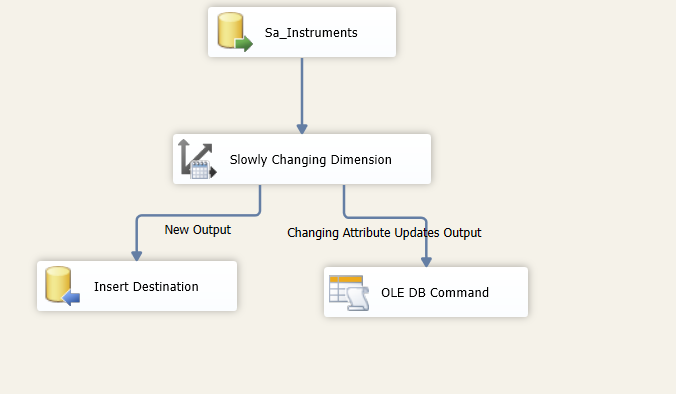 Sa_Instruments
Slowly Changing Dimension
New Output
Changing Attribute Updates Output
Insert Destination
OLE DB Command